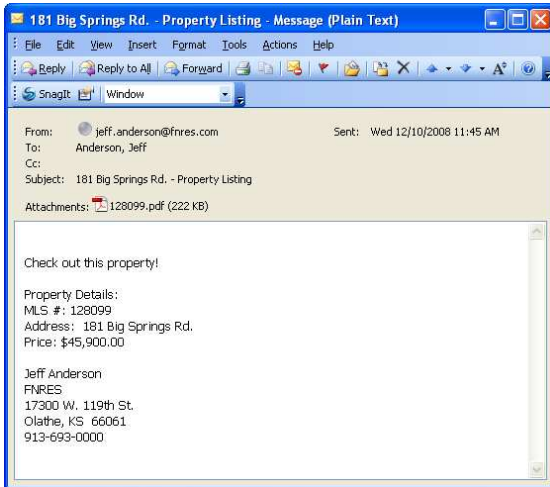 181 Big Springs Rd. - Property Listing - Message (Plain Text)
File Edit View Insert Format Tools Actions Help
Reply Reply to All Forward
SnagIt Window
From: jeff.anderson@fnres.com Sent: Wed 12/10/2008 11:45 AM
To: Anderson, Jeff
Cc:
Subject: 181 Big Springs Rd. - Property Listing
Attachments: 128099.pdf (222 KB)
Check out this property!
Property Details:
MLS #: 128099
Address: 181 Big Springs Rd.
Price: $45,900.00
Jeff Anderson
FNRES
17300 W. 119th St.
Olathe, KS 66061
913-693-0000